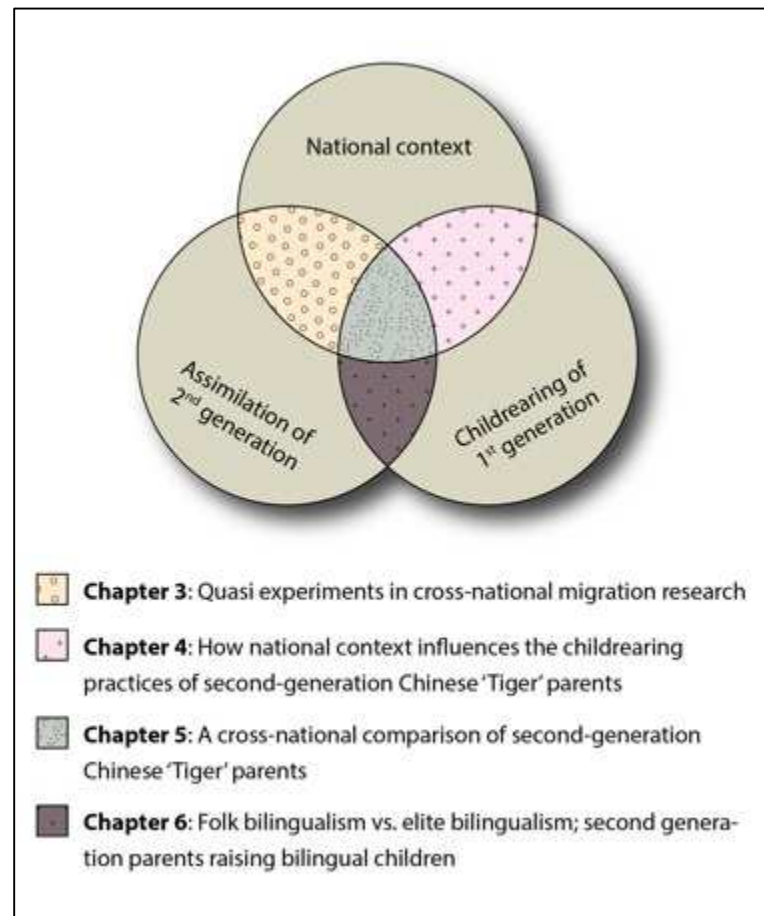 National context
Assimilation of
2nd generation
Childrearing of
1st generation
Chapter 3: Quasi experiments in cross-national migration research
Chapter 4: How national context influences the childrearing
practices of second-generation Chinese ‘Tiger’ parents
Chapter 5: A cross-national comparison of second-generation
Chinese ‘Tiger’ parents
Chapter 6: Folk bilingualism vs. elite bilingualism; second genera-
tion parents raising bilingual children